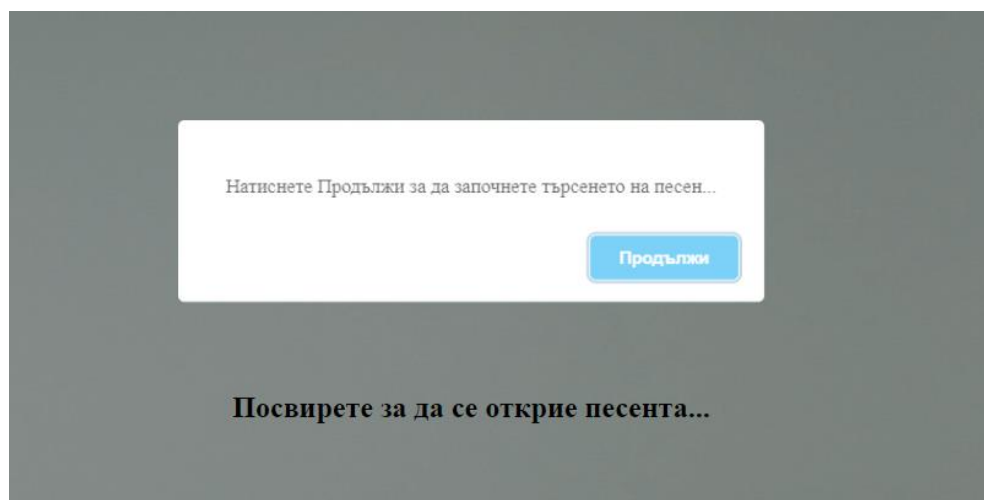 Натиснете Продължи за да започнете търсенето на песен...
Продължи
Посвирете за да се открие песента...